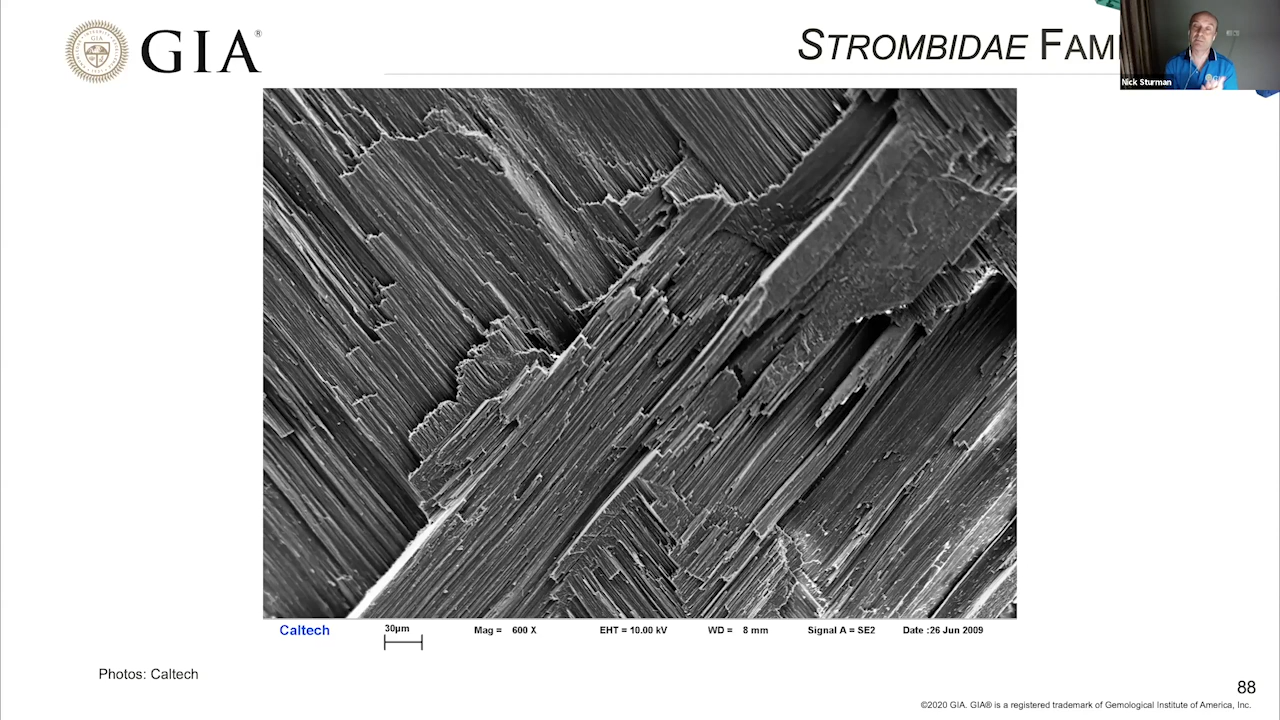 GIA®
GIA
STROMBIDAE FAM
Nick Sturman
Caltech
30µm
Mag = 600 X
EHT = 10.00 kV
WD = 8 mm
Signal A = SE2
Date :26 Jun 2009
Photos: Caltech
88
©2020 GIA. GIA® is a registered trademark of Gemological Institute of America, Inc.